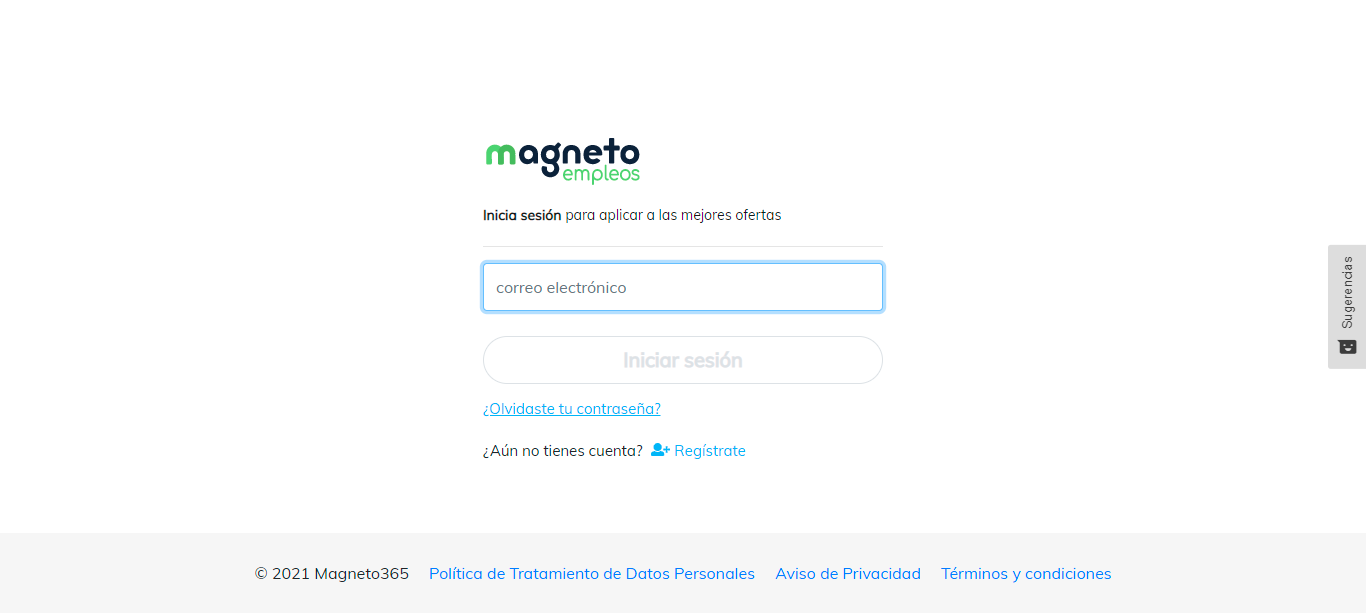 magneto
empleos
Inicia sesión para aplicar a las mejores ofertas
correo electrónico
Iniciar sesión
¿Olvidaste tu contraseña?
¿Aún no tienes cuenta? Regístrate
Sugerencias
© 2021 Magneto365 Política de Tratamiento de Datos Personales Aviso de Privacidad Términos y condiciones